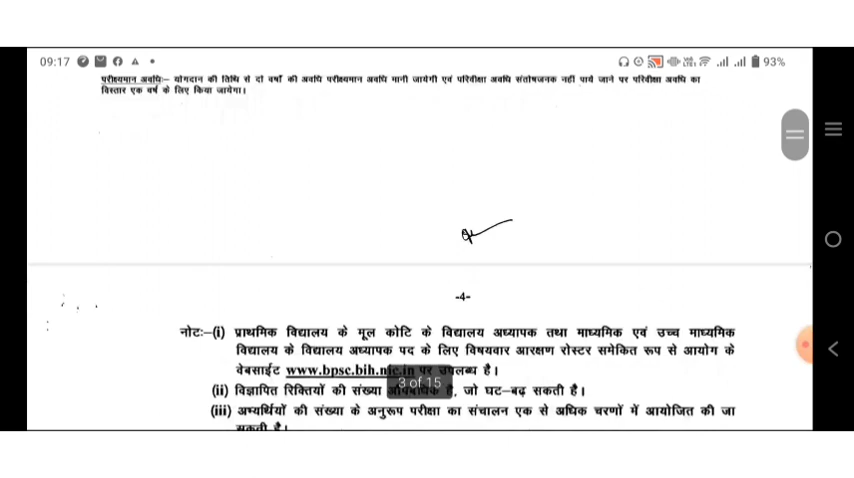 09:17
93%
परीक्ष्यमान अवधिः– योगदान की तिथि से दो वर्षों की अवधि परीक्ष्यमान अवधि मानी जायेगी एवं परिवीक्षा अवधि संतोषजनक नहीं पाये जाने पर परिवीक्षा अवधि का
विस्तार एक वर्ष के लिए किया जायेगा।
-4-
नोटः–(i) प्राथमिक विद्यालय के मूल कोटि के विद्यालय अध्यापक तथा माध्यमिक एवं उच्च माध्यमिक
विद्यालय के विद्यालय अध्यापक पद के लिए विषयवार आरक्षण रोस्टर समेकित रूप से आयोग के
वेबसाईट www.bpsc.bih.nic.in पर उपलब्ध है।
3 of 15
(ii) विज्ञापित रिक्तियों की संख्या है, जो घट–बढ़ सकती है।
(iii) अभ्यर्थियों की संख्या के अनुरूप परीक्षा का संचालन एक से अधिक चरणों में आयोजित की जा
सकती है।